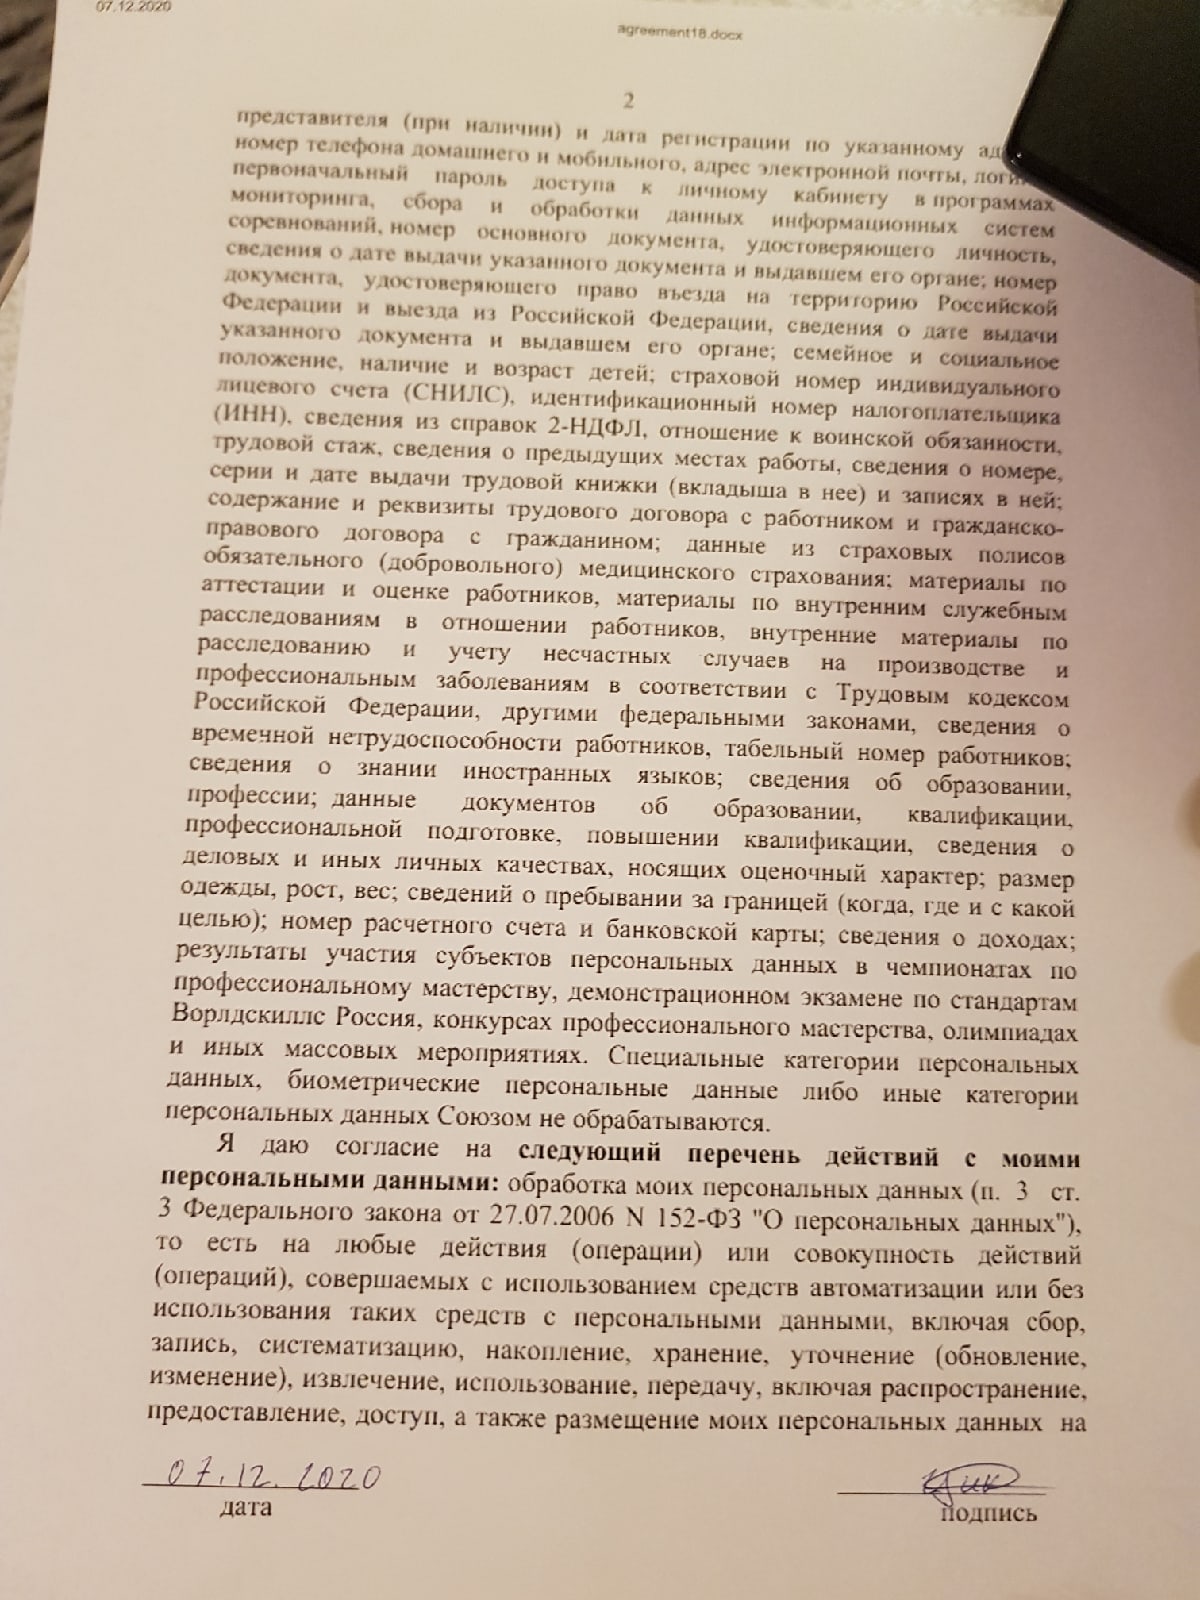 07.12.2020
agreement18.docx
2
представителя (при наличии) и дата регистрации по указанному
номер телефона домашнего и мобильного, адрес электронной почты,
первоначальный пароль доступа к личному кабинету в программах
мониторинга, сбора и обработки данных информационных систем
соревнований, номер основного документа, удостоверяющего личность,
сведения о дате выдачи указанного документа и выдавшем его органе; номер
документа, удостоверяющего право въезда на территорию Российской
Федерации и выезда из Российской Федерации, сведения о дате выдачи
указанного документа и выдавшем его органе; семейное и социальное
положение, наличие и возраст детей; страховой номер индивидуального
лицевого счета (СНИЛС), идентификационный номер налогоплательщика
(ИНН), сведения из справок 2-НДФЛ, отношение к воинской обязанности,
трудовой стаж, сведения о предыдущих местах работы, сведения о номере,
серии и дате выдачи трудовой книжки (вкладыша в нее) и записях в ней;
содержание и реквизиты трудового договора с работником и гражданско-
правового договора с гражданином; данные из страховых полисов
обязательного (добровольного) медицинского страхования; материалы по
аттестации и оценке работников, материалы по внутренним служебным
расследованиям в отношении работников, внутренние материалы по
расследованию и учету несчастных случаев на производстве и
профессиональным заболеваниям в соответствии с Трудовым кодексом
Российской Федерации, другими федеральными законами, сведения о
временной нетрудоспособности работников, табельный номер работников;
сведения о знании иностранных языков; сведения об образовании,
профессии; данные документов об образовании, квалификации,
профессиональной подготовке, повышении квалификации, сведения о
деловых и иных личных качествах, носящих оценочный характер; размер
одежды, рост, вес; сведений о пребывании за границей (когда, где и с какой
целью); номер расчетного счета и банковской карты; сведения о доходах;
результаты участия субъектов персональных данных в чемпионатах по
профессиональному мастерству, демонстрационном экзамене по стандартам
Ворлдскиллс Россия, конкурсах профессионального мастерства, олимпиадах
и иных массовых мероприятиях. Специальные категории персональных
данных, биометрические персональные данные либо иные категории
персональных данных Союзом не обрабатываются.
Я даю согласие на следующий перечень действий с моими
персональными данными: обработка моих персональных данных (п. 3 ст.
3 Федерального закона от 27.07.2006 N 152-ФЗ "О персональных данных"),
то есть на любые действия (операции) или совокупность действий
(операций), совершаемых с использованием средств автоматизации или без
использования таких средств с персональными данными, включая сбор,
запись, систематизацию, накопление, хранение, уточнение (обновление,
изменение), извлечение, использование, передачу, включая распространение,
предоставление, доступ, а также размещение моих персональных данных на
07.12.2020
дата
подпись